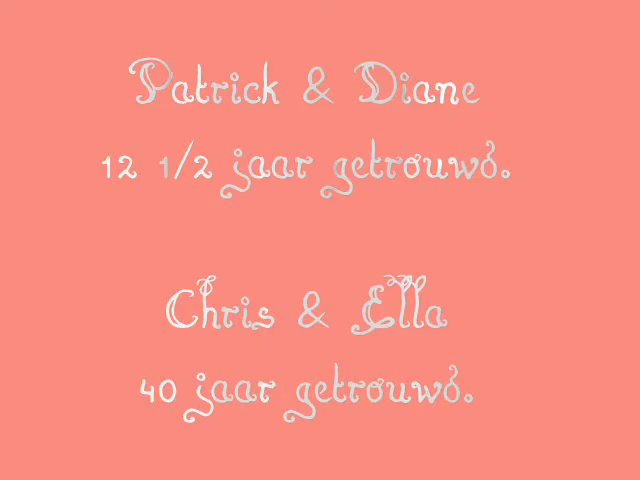 Patrick & Diane
12 1/2 jaar getrouwd.
Chris & Ella
40 jaar getrouwd.